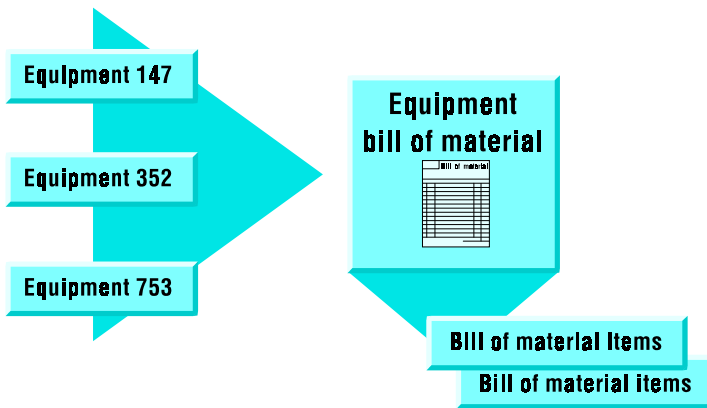 Equipment 147
Equipment 352
Equipment 753
Equipment
bill of material
Bill of material
Bill of material Items
Bill of material items